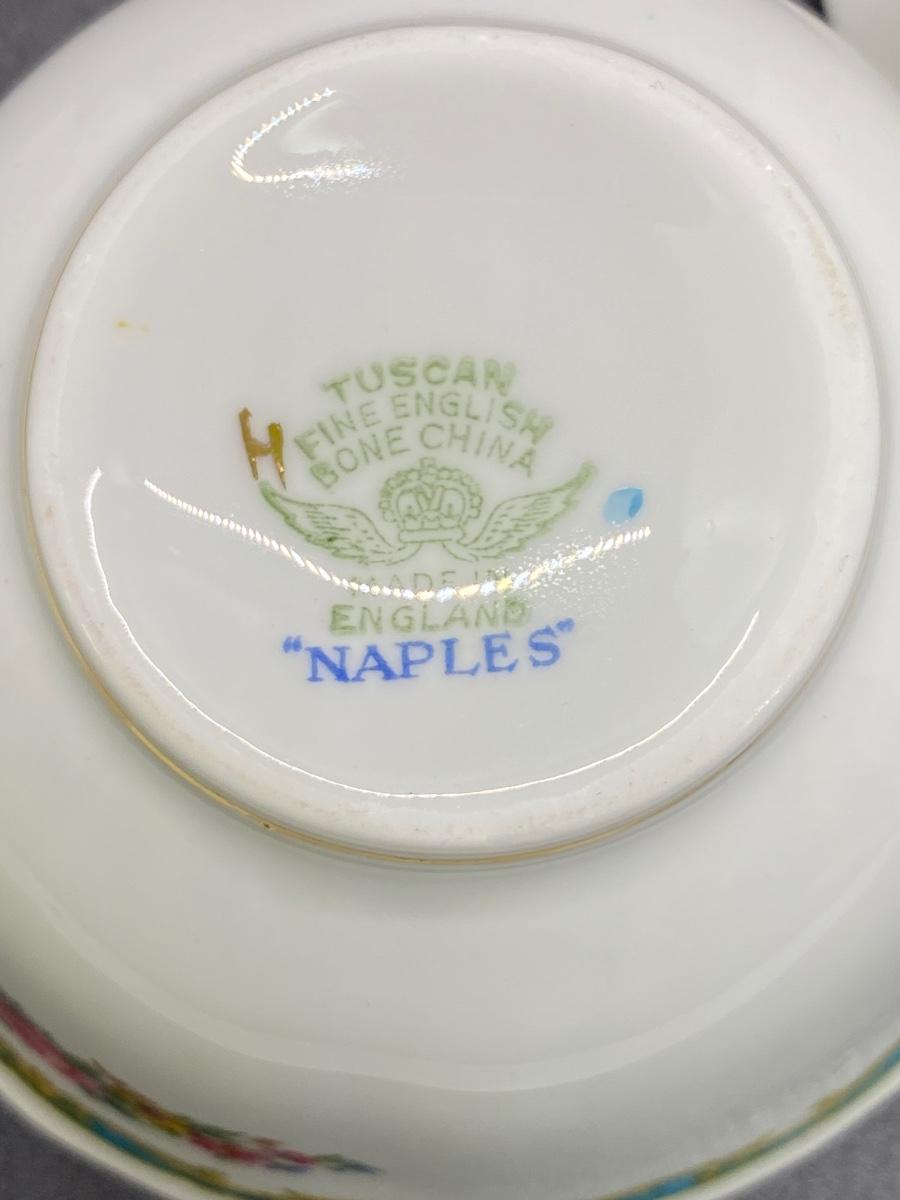 TUSCAN
FINE ENGLISH
BONE CHINA
H
MADE IN
ENGLAND
"NAPLES"